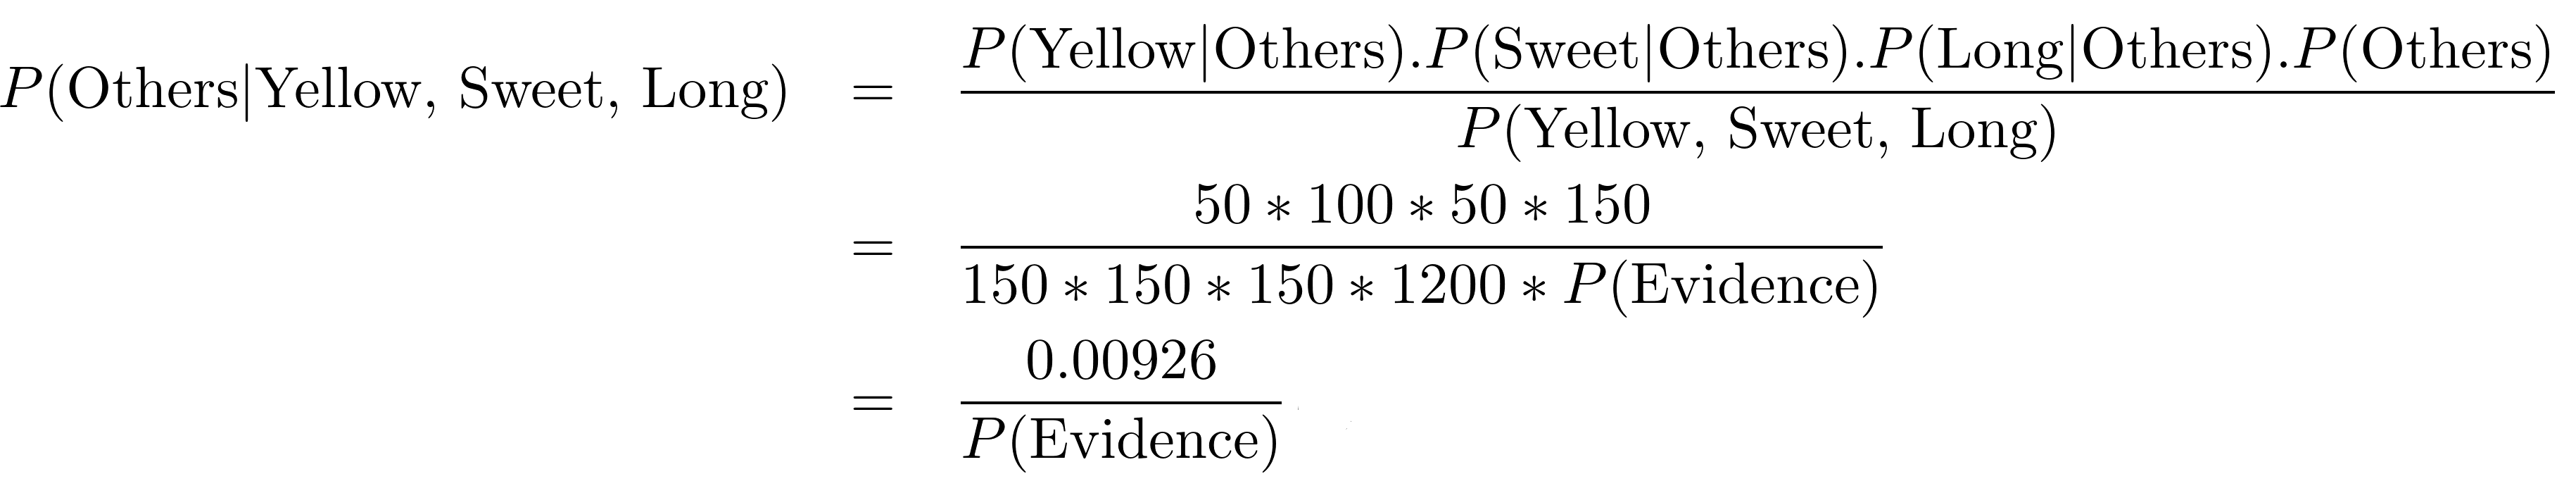 P(Others|Yellow, Sweet, Long) = P(Yellow|Others).P(Sweet|Others).P(Long|Others).P(Others)
P(Yellow, Sweet, Long)
= 50 * 100 * 50 * 150
150 * 150 * 150 * 1200 * P(Evidence)
= 0.00926
P(Evidence)